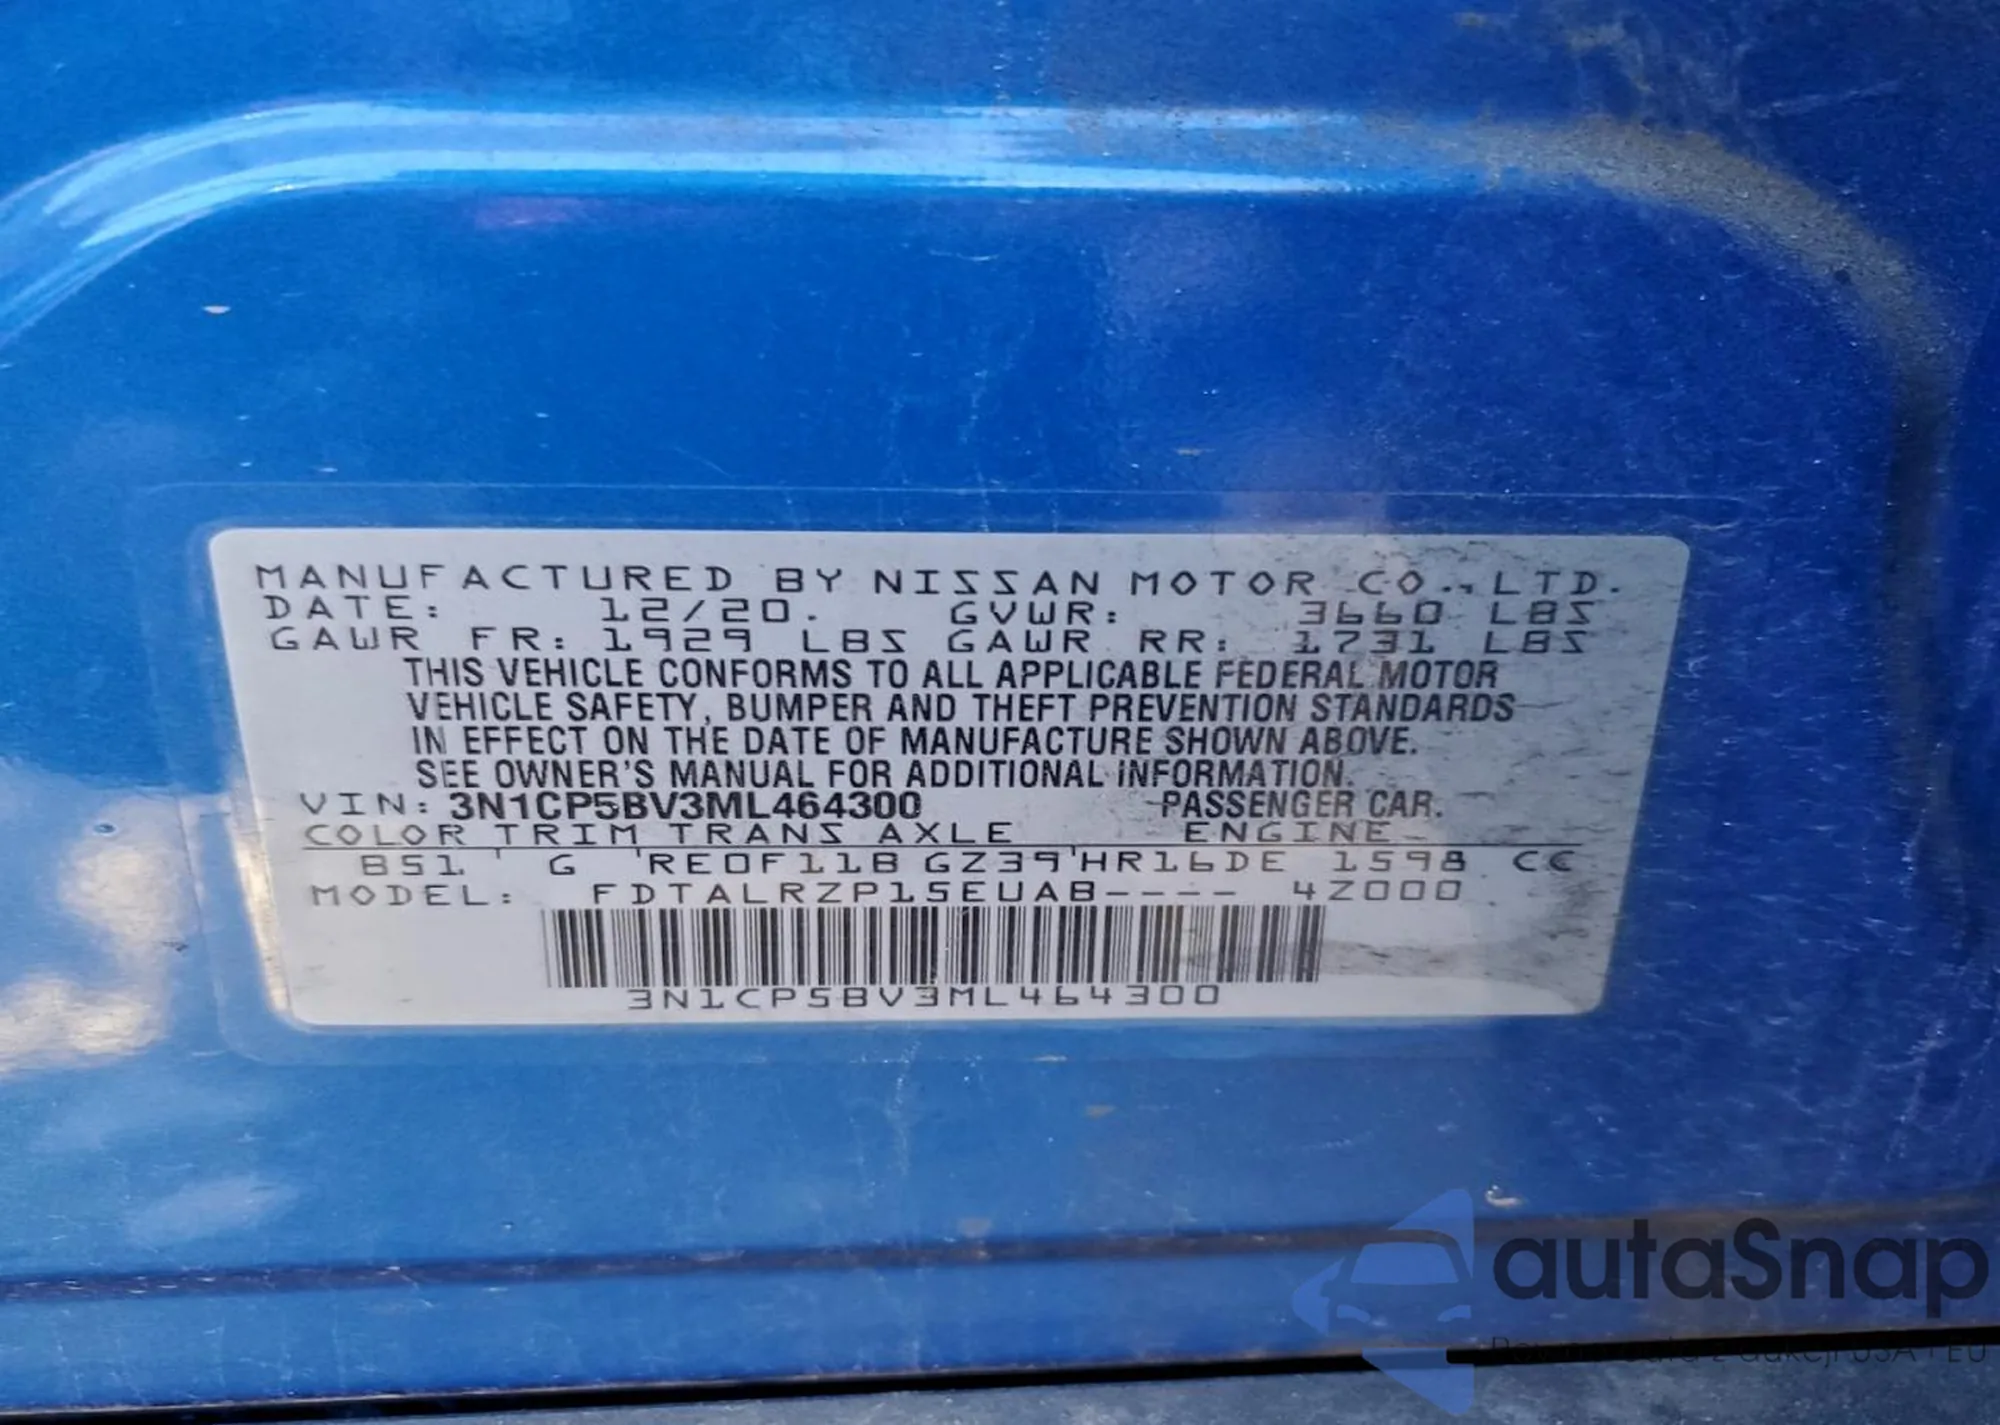 MANUFACTURED BY NISSAN MOTOR CO., LTD.
DATE: 12/20. GVWR: 3660 LBS
GAWR FR: 1929 LBS GAWR RR: 1731 LBS
THIS VEHICLE CONFORMS TO ALL APPLICABLE FEDERAL MOTOR
VEHICLE SAFETY, BUMPER AND THEFT PREVENTION STANDARDS
IN EFFECT ON THE DATE OF MANUFACTURE SHOWN ABOVE.
SEE OWNER'S MANUAL FOR ADDITIONAL INFORMATION.
VIN: 3N1CP5BV3ML464300 PASSENGER CAR.
COLOR TRIM TRANS AXLE ENGINE
B51 ' G 'RE0F11B GZ39'HR16DE 1598 CC
MODEL: FDTALRZP15EUAB---- 4Z000
3N1CP5BV3ML464300
autaSnap
aukcji USA i EU